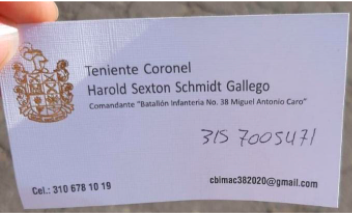 Teniente Coronel
Harold Sexton Schmidt Gallego
Comandante "Batallón Infanteria No. 38 Miguel Antonio Caro"
315 7005471
Cel.: 310 678 10 19
cbimac382020@gmail.com